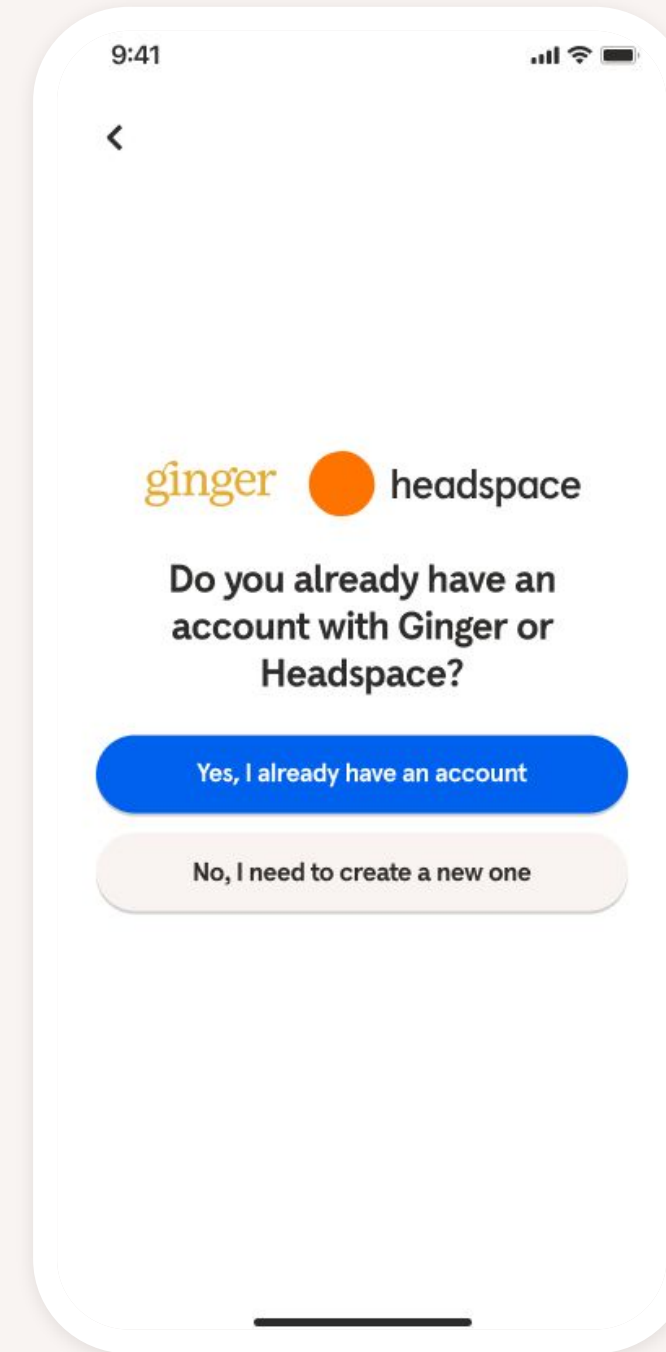 9:41
ginger headspace
Do you already have an
account with Ginger or
Headspace?
Yes, I already have an account
No, I need to create a new one